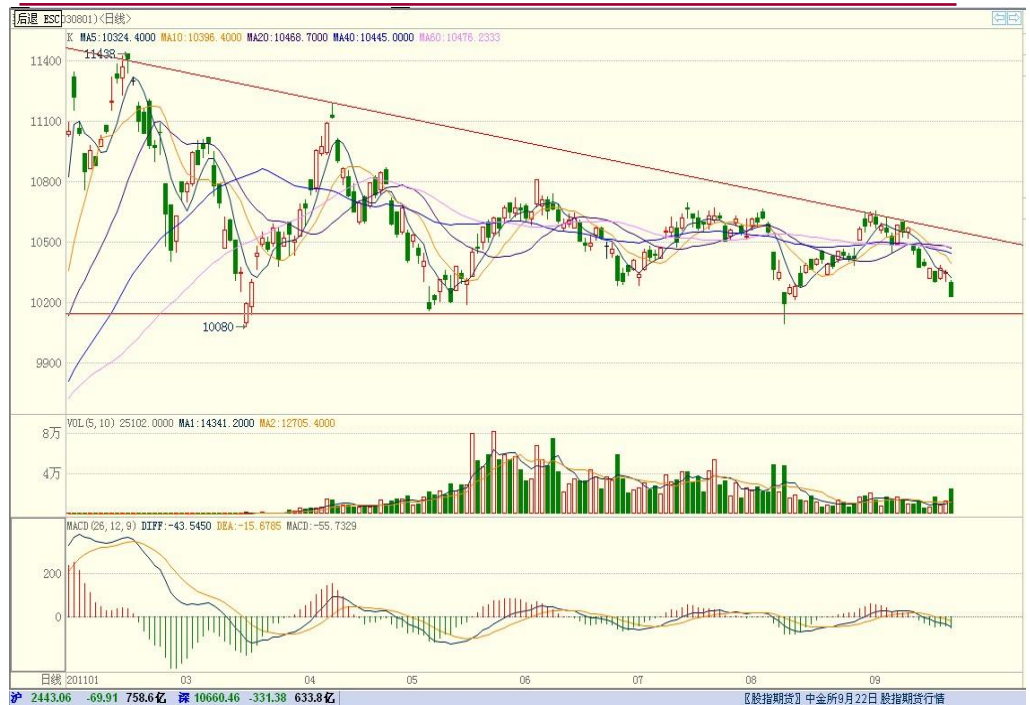 后退 ESC 030801)<日线>
K MA5:10324.4000 MA10:10396.4000 MA20:10468.7000 MA40:10445.0000 MA60:10476.2333
11438
11400
11100
10800
10500
10200
10080
9900
VOL(5,10) 25102.0000 MA1:14341.2000 MA2:12705.4000
8万
4万
MACD(26,12,9) DIFF:-43.5450 DEA:-15.6785 MACD:-55.7329
200
0
日线 201101 03 04 05 06 07 08 09
沪 2443.06 -69.91 758.6亿 深 10660.46 -331.38 633.8亿 〖股指期货〗中金所9月22日股指期货行情